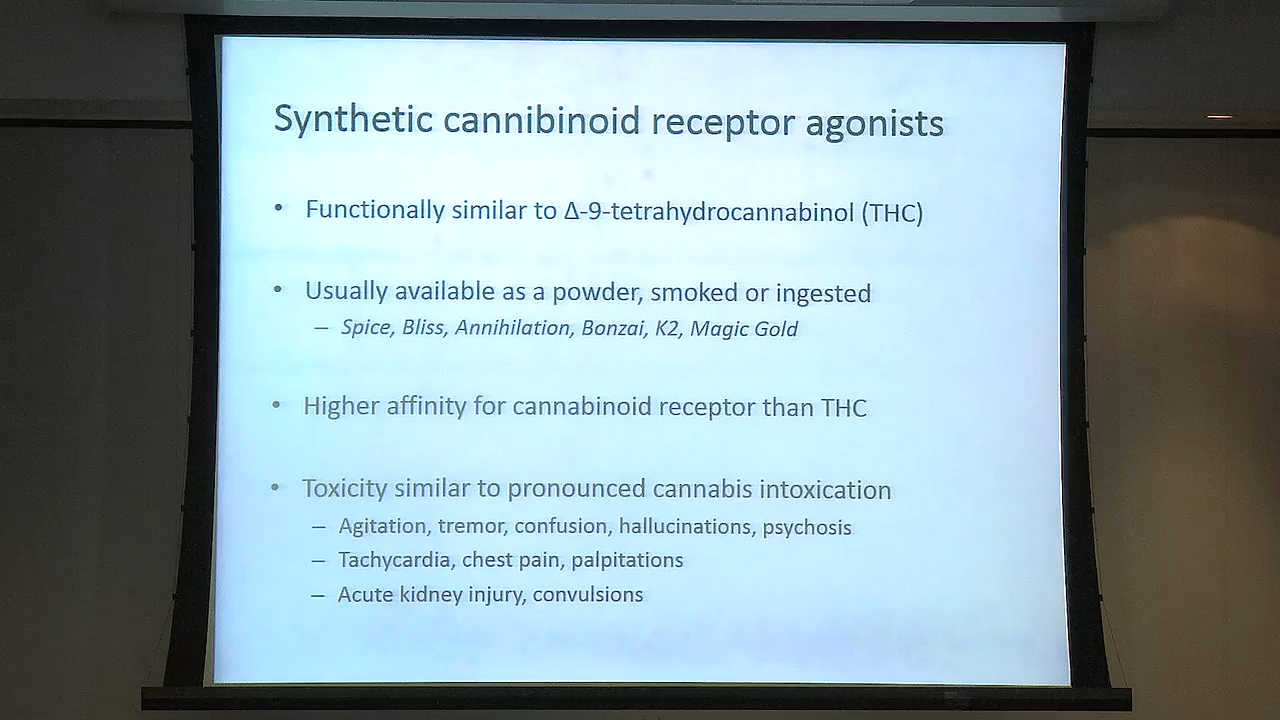 Synthetic cannibinoid receptor agonists
• Functionally similar to Δ-9-tetrahydrocannabinol (THC)
• Usually available as a powder, smoked or ingested
– Spice, Bliss, Annihilation, Bonzai, K2, Magic Gold
• Higher affinity for cannabinoid receptor than THC
• Toxicity similar to pronounced cannabis intoxication
– Agitation, tremor, confusion, hallucinations, psychosis
– Tachycardia, chest pain, palpitations
– Acute kidney injury, convulsions